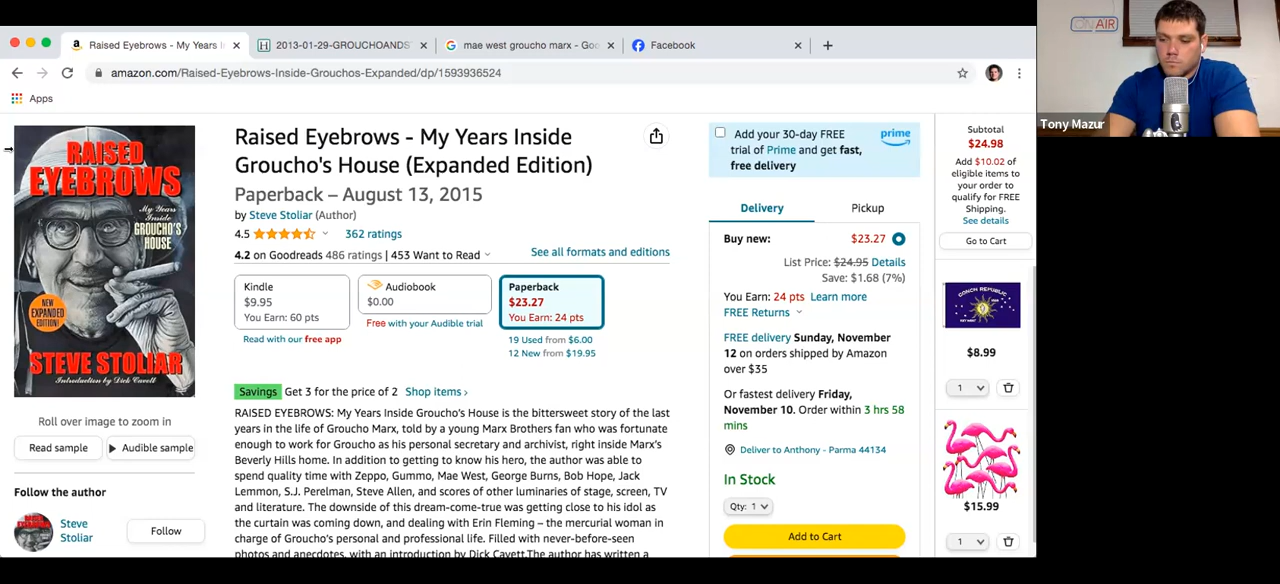 Raised Eyebrows - My Years I
2013-01-29-GROUCHOANDS
mae west groucho marx - Goo
Facebook
amazon.com/Raised-Eyebrows-Inside-Grouchos-Expanded/dp/1593936524
Apps
RAISED
EYEBROWS
My Years
Inside
GROUCHO'S
HOUSE
NEW
EXPANDED
EDITION!
STEVE STOLIAR
Introduction by Dick Cavett
Roll over image to zoom in
Read sample
Audible sample
Follow the author
Steve
Stoliar
Follow
Raised Eyebrows - My Years Inside
Groucho's House (Expanded Edition)
Paperback – August 13, 2015
by Steve Stoliar (Author)
4.5 362 ratings
4.2 on Goodreads 486 ratings | 453 Want to Read
See all formats and editions
Kindle
$9.95
You Earn: 60 pts
Read with our free app
Audiobook
$0.00
Free with your Audible trial
Paperback
$23.27
You Earn: 24 pts
19 Used from $6.00
12 New from $19.95
Savings Get 3 for the price of 2 Shop items
RAISED EYEBROWS: My Years Inside Groucho's House is the bittersweet story of the last
years in the life of Groucho Marx, told by a young Marx Brothers fan who was fortunate
enough to work for Groucho as his personal secretary and archivist, right inside Marx's
Beverly Hills home. In addition to getting to know his hero, the author was able to
spend quality time with Zeppo, Gummo, Mae West, George Burns, Bob Hope, Jack
Lemmon, S.J. Perelman, Steve Allen, and scores of other luminaries of stage, screen, TV
and literature. The downside of this dream-come-true was getting close to his idol as
the curtain was coming down, and dealing with Erin Fleming – the mercurial woman in
charge of Groucho's personal and professional life. Filled with never-before-seen
photos and anecdotes, with an introduction by Dick Cavett.The author has written a
Add your 30-day FREE
trial of Prime and get fast,
free delivery
prime
Delivery
Pickup
Buy new:
$23.27
List Price: $24.95 Details
Save: $1.68 (7%)
You Earn: 24 pts Learn more
FREE Returns
FREE delivery Sunday, November
12 on orders shipped by Amazon
over $35
Or fastest delivery Friday,
November 10. Order within 3 hrs 58
mins
Deliver to Anthony - Parma 44134
In Stock
Qty: 1
Add to Cart
Subtotal
$24.98
Add $10.02 of
eligible items to
your order to
qualify for FREE
Shipping.
See details
Go to Cart
CONCH REPUBLIC
$8.99
1
$15.99
1
ON AIR
Tony Mazur